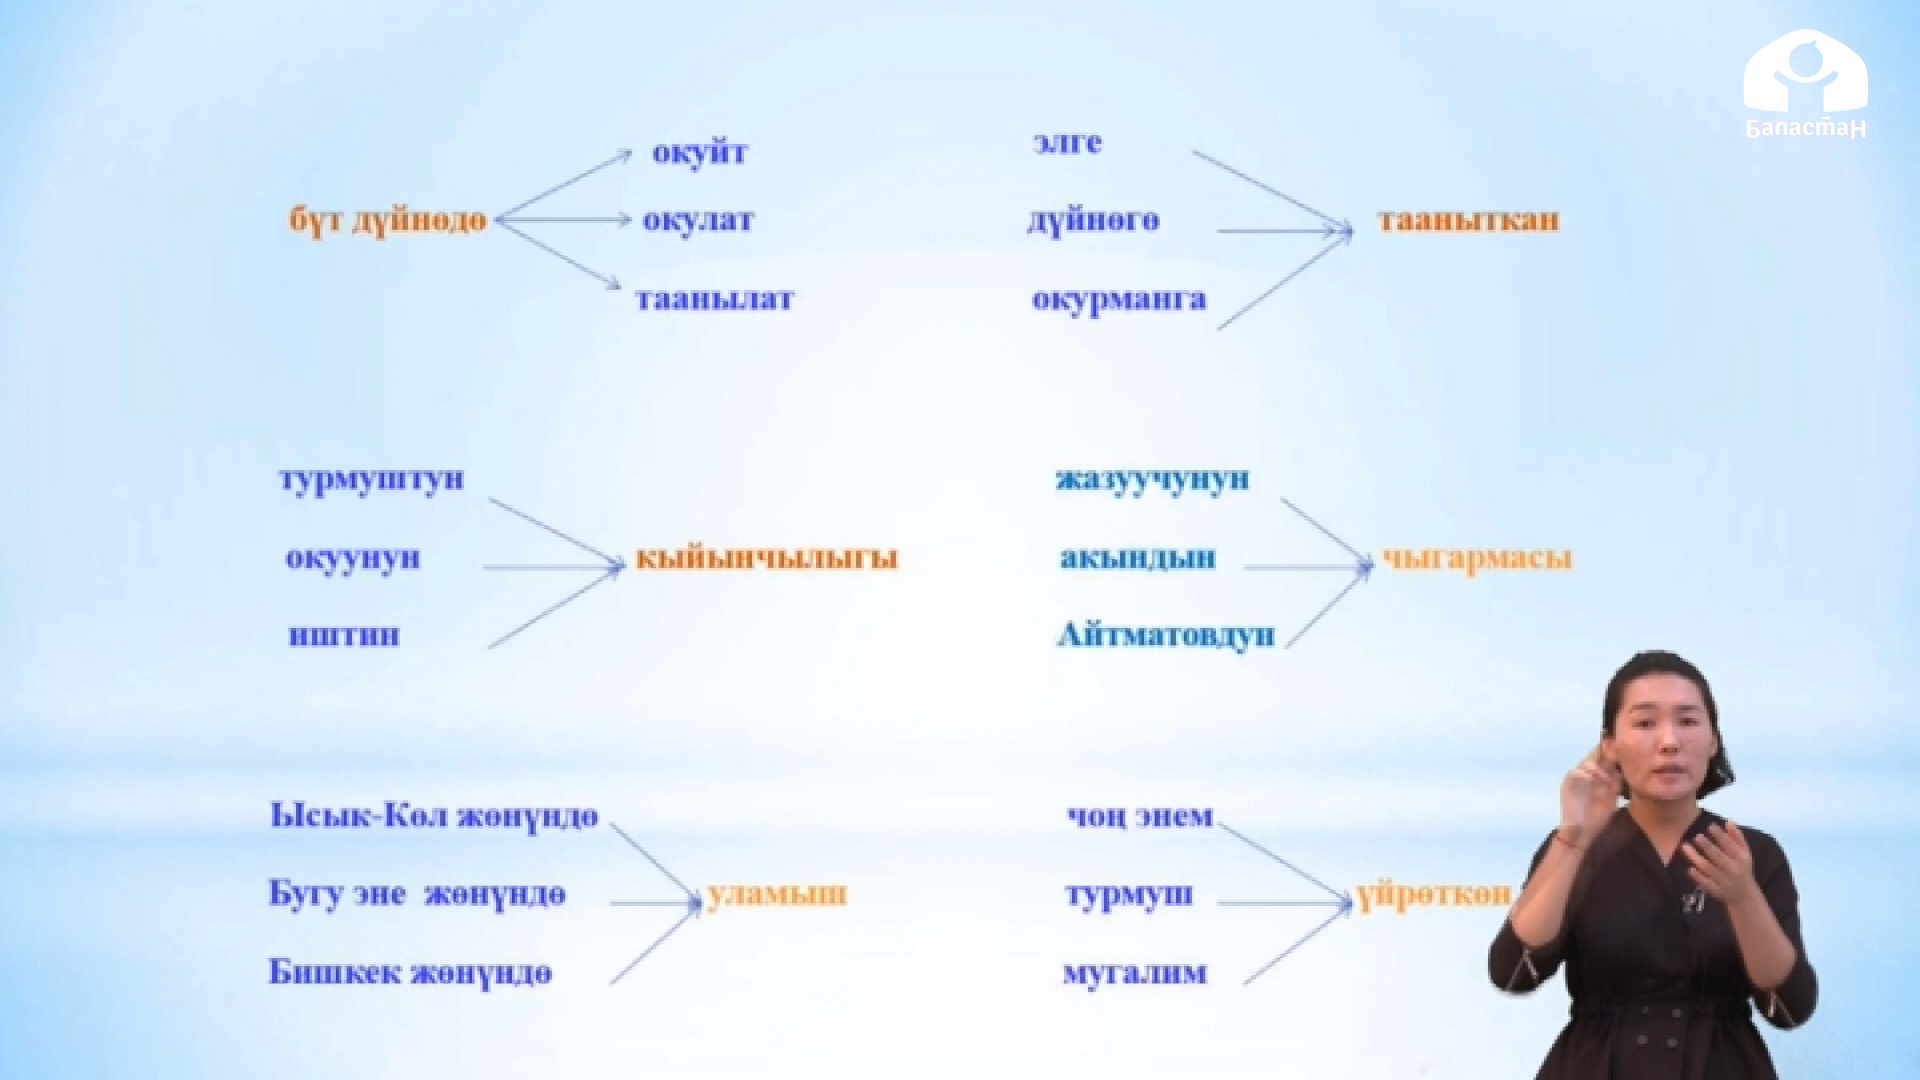 Баластан
окуйт
бүт дүйнөдө
окулат
таанылат
элге
дүйнөгө
тааныткан
окурманга
турмуштун
окуунун
кыйынчылыгы
иштин
жазуучунун
акындын
чыгармасы
Айтматовдун
Ысык-Көл жөнүндө
Бугу эне жөнүндө
уламыш
Бишкек жөнүндө
чоң энем
турмуш
үйрөткөн
мугалим